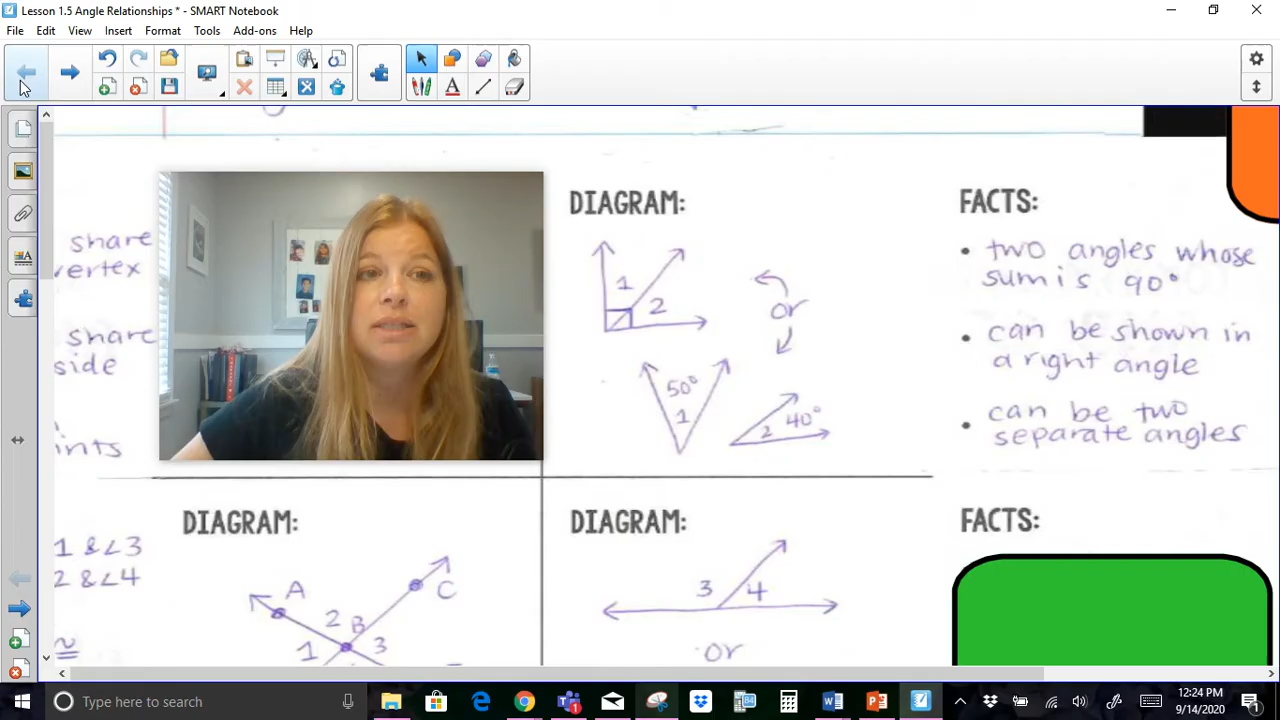 Lesson 1.5 Angle Relationships * - SMART Notebook
File Edit View Insert Format Tools Add-ons Help
share
vertex
share
side
DIAGRAM:
1
2
or
50°
1
2 40°
FACTS:
• two angles whose
sum is 90°
• can be shown in
a right angle
• can be two
separate angles
1 & ∠3
2 & ∠4
≅
DIAGRAM:
A
C
2
B
1
3
DIAGRAM:
3
4
or
FACTS:
Type here to search
12:24 PM
9/14/2020